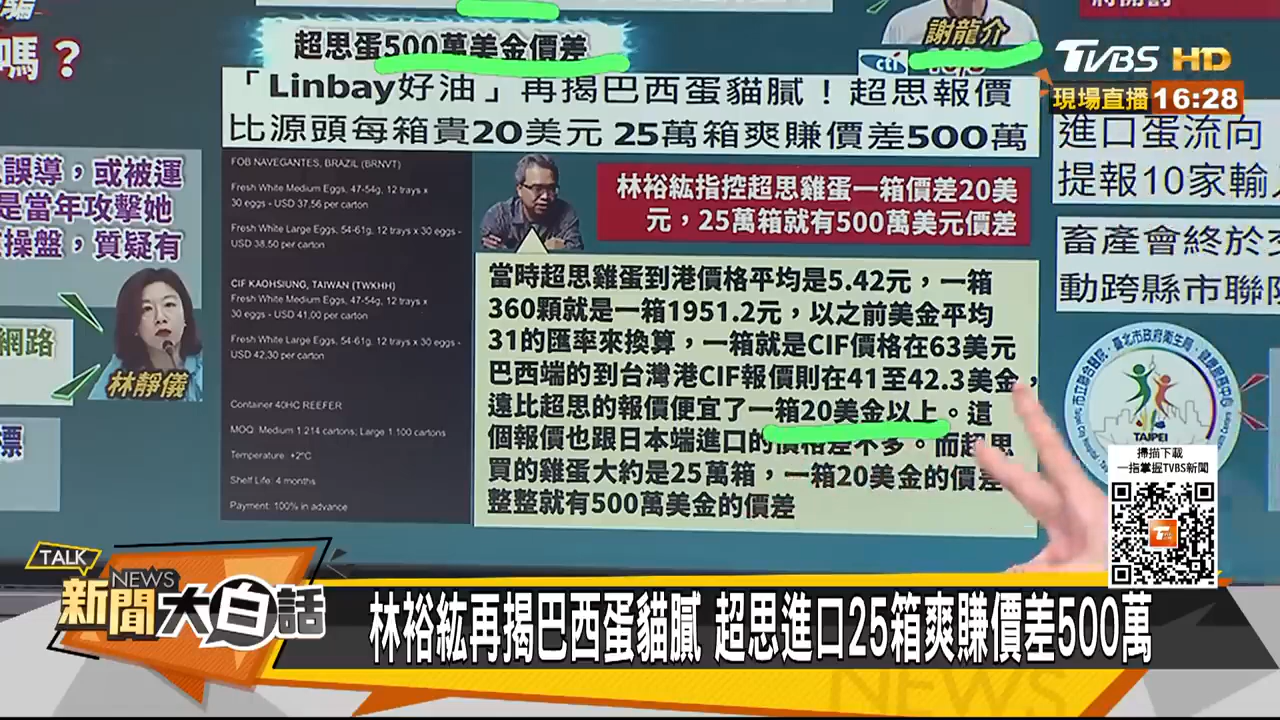 騙
嗎？
超思蛋500萬美金價差
謝龍介
cti
TVBS HD
現場直播 16:28
「Linbay好油」再揭巴西蛋貓膩！超思報價
比源頭每箱貴20美元 25萬箱爽賺價差500萬
進口蛋流向
提報10家輸
畜產會終於
動跨縣市聯
誤導，或被運
是當年攻擊她
操盤，質疑有
網路
林靜儀
票
FOB NAVEGANTES, BRAZIL (BRNVT)
Fresh White Medium Eggs, 47-54g, 12 trays x
30 eggs - USD 37,56 per carton
Fresh White Large Eggs, 54-61g, 12 trays x 30 eggs -
USD 38,50 per carton
CIF KAOHSIUNG, TAIWAN (TWKHH)
Fresh White Medium Eggs, 47-54g, 12 trays x
30 eggs - USD 41,00 per carton
Fresh White Large Eggs, 54-61g, 12 trays x 30 eggs -
USD 42,30 per carton
Container 40HC REEFER
MOQ: Medium 1.214 cartons; Large 1.100 cartons
Temperature: +2ºC
Shelf Life: 4 months
Payment: 100% in advance
林裕紘指控超思雞蛋一箱價差20美
元，25萬箱就有500萬美元價差
當時超思雞蛋到港價格平均是5.42元，一箱
360顆就是一箱1951.2元，以之前美金平均
31的匯率來換算，一箱就是CIF價格在63美元
巴西端的到台灣港CIF報價則在41至42.3美金，
遠比超思的報價便宜了一箱20美金以上。這
個報價也跟日本端進口的價格差不多。而超思
買的雞蛋大約是25萬箱，一箱20美金的價差
整整就有500萬美金的價差
TAIPEI
掃描下載
一指掌握TVBS新聞
TALK
NEWS
新聞大白話
林裕紘再揭巴西蛋貓膩 超思進口25箱爽賺價差500萬
NEWS